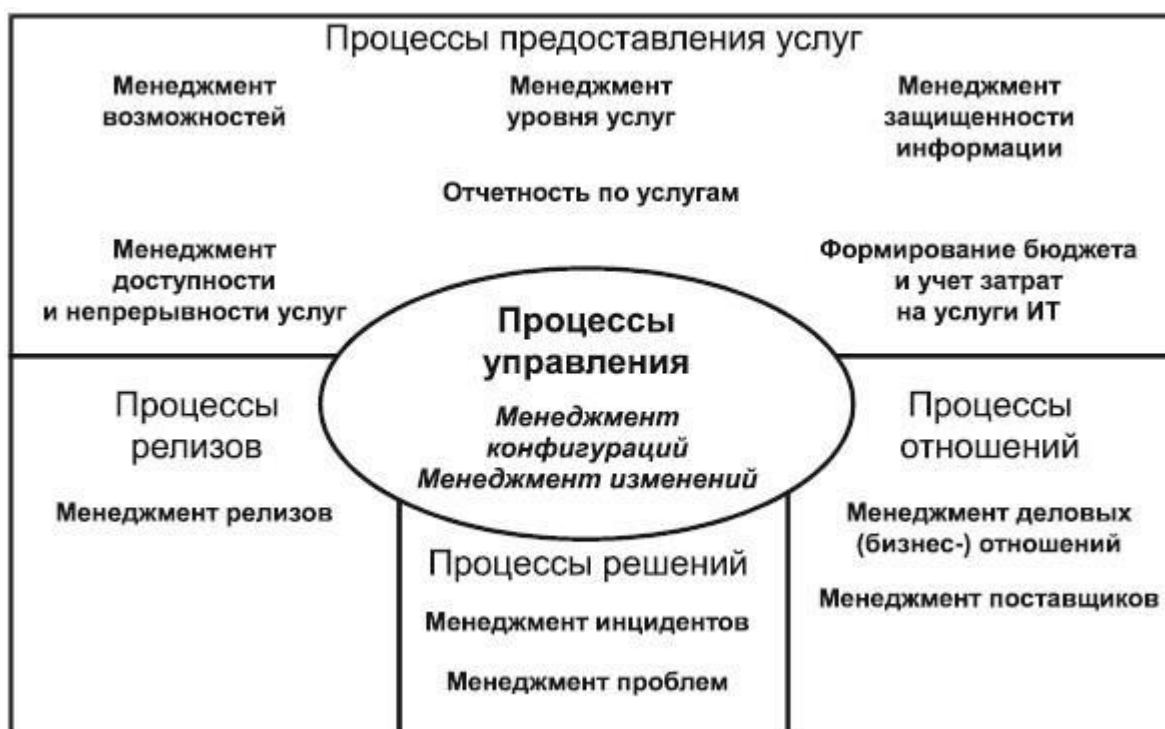 Процессы предоставления услуг
Менеджмент
возможностей
Менеджмент
уровня услуг
Менеджмент
защищенности
информации
Отчетность по услугам
Менеджмент
доступности
и непрерывности услуг
Формирование бюджета
и учет затрат
на услуги ИТ
Процессы
управления
Менеджмент
конфигураций
Менеджмент изменений
Процессы
релизов
Менеджмент релизов
Процессы решений
Менеджмент инцидентов
Менеджмент проблем
Процессы
отношений
Менеджмент деловых
(бизнес-) отношений
Менеджмент поставщиков